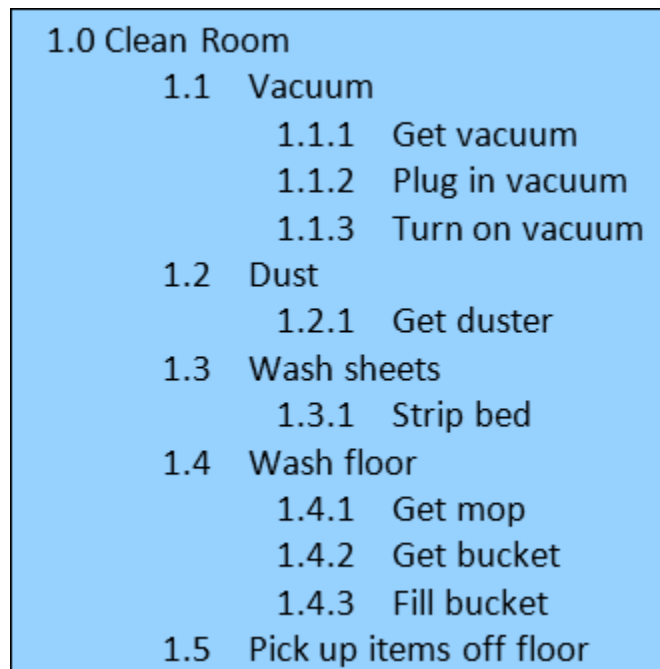 1.0 Clean Room
1.1 Vacuum
1.1.1 Get vacuum
1.1.2 Plug in vacuum
1.1.3 Turn on vacuum
1.2 Dust
1.2.1 Get duster
1.3 Wash sheets
1.3.1 Strip bed
1.4 Wash floor
1.4.1 Get mop
1.4.2 Get bucket
1.4.3 Fill bucket
1.5 Pick up items off floor